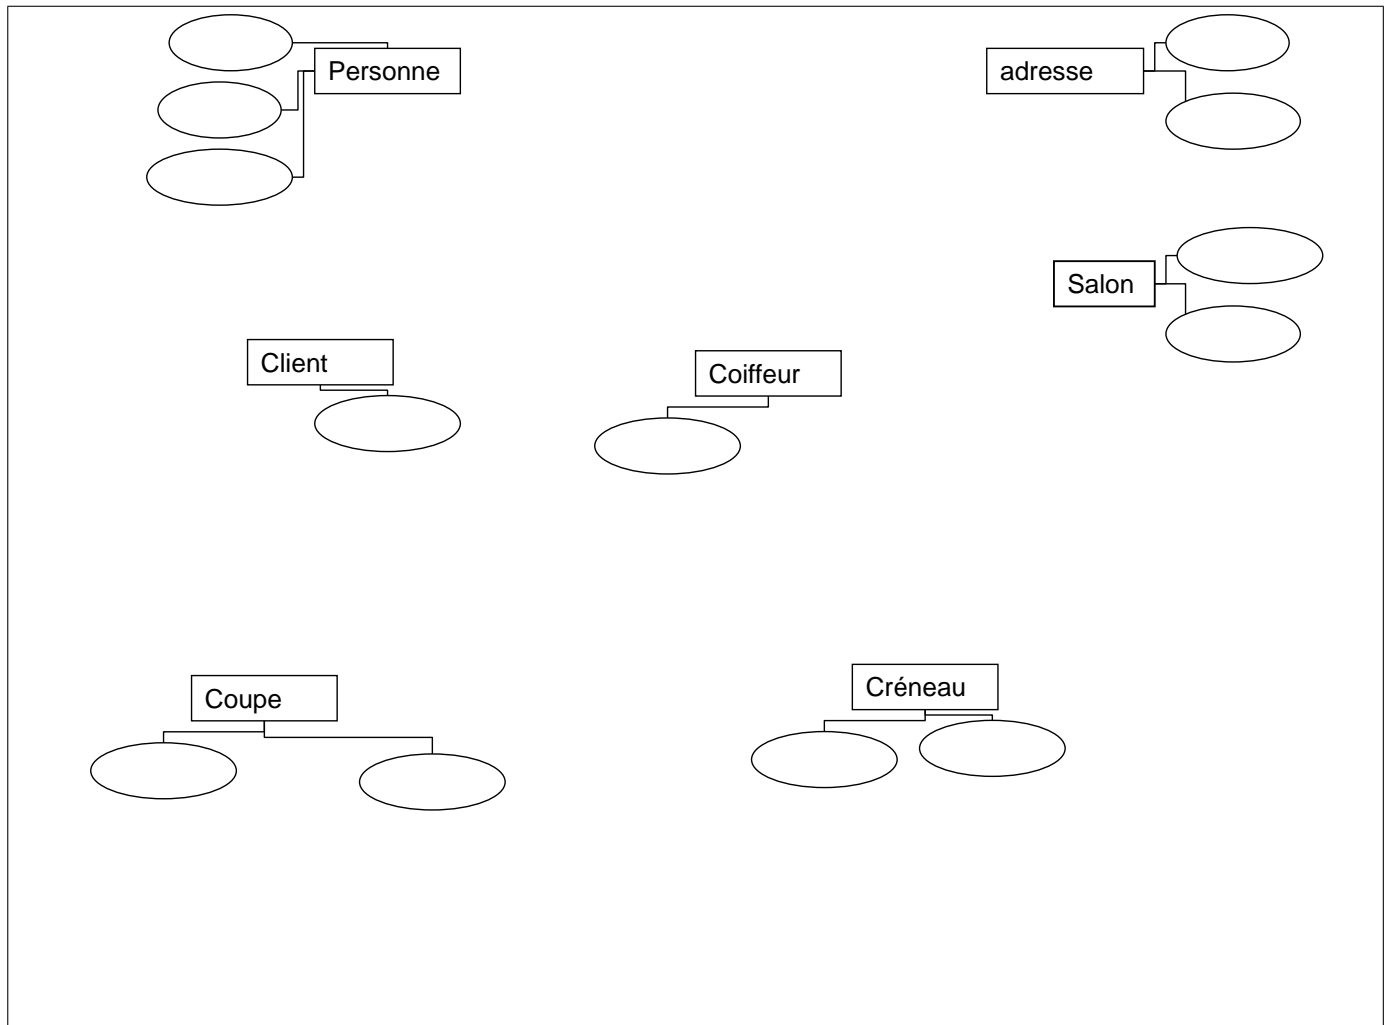 Personne
adresse
Salon
Client
Coiffeur
Coupe
Créneau